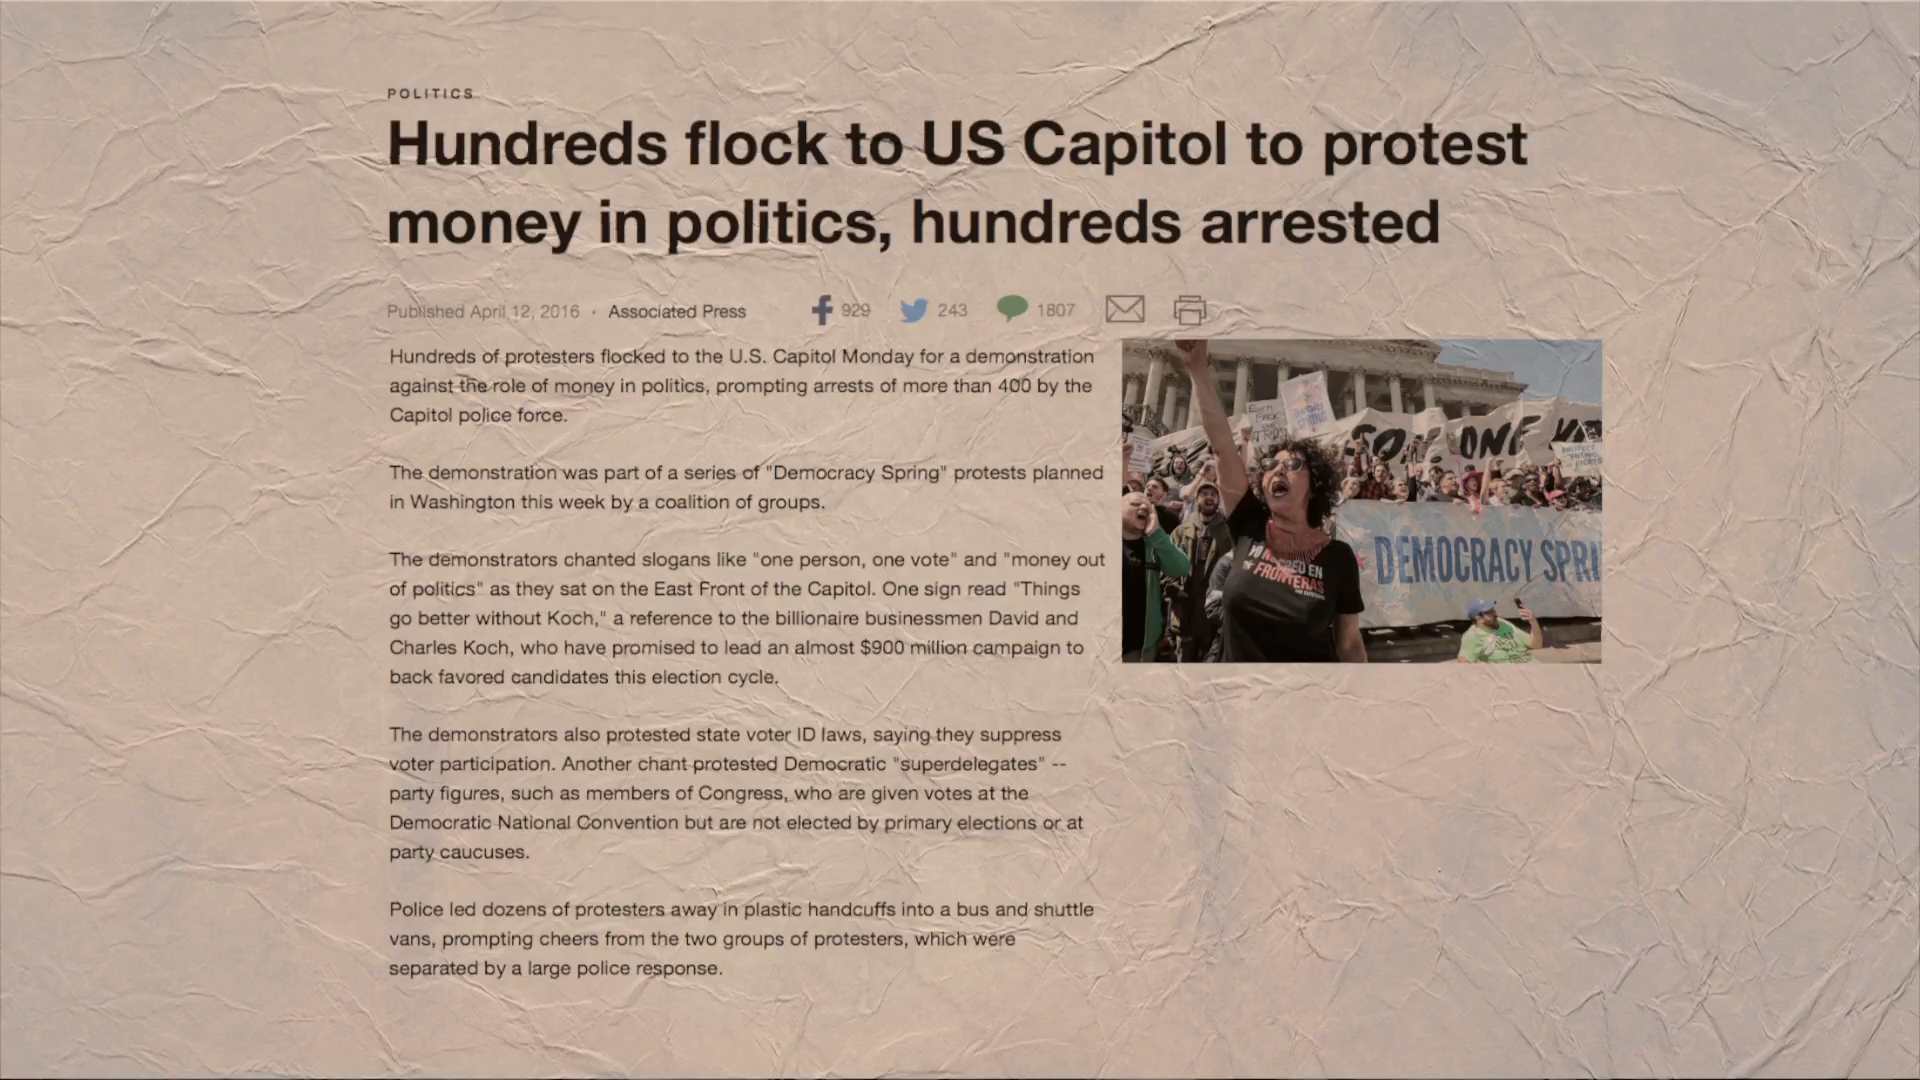 POLITICS
Hundreds flock to US Capitol to protest
money in politics, hundreds arrested
Published April 12, 2016 · Associated Press 929 243 1807
Hundreds of protesters flocked to the U.S. Capitol Monday for a demonstration
against the role of money in politics, prompting arrests of more than 400 by the
Capitol police force.
The demonstration was part of a series of "Democracy Spring" protests planned
in Washington this week by a coalition of groups.
The demonstrators chanted slogans like "one person, one vote" and "money out
of politics" as they sat on the East Front of the Capitol. One sign read "Things
go better without Koch," a reference to the billionaire businessmen David and
Charles Koch, who have promised to lead an almost $900 million campaign to
back favored candidates this election cycle.
The demonstrators also protested state voter ID laws, saying they suppress
voter participation. Another chant protested Democratic "superdelegates" --
party figures, such as members of Congress, who are given votes at the
Democratic National Convention but are not elected by primary elections or at
party caucuses.
Police led dozens of protesters away in plastic handcuffs into a bus and shuttle
vans, prompting cheers from the two groups of protesters, which were
separated by a large police response.
ONE
DEMOCRACY SPRI
FRONTERAS